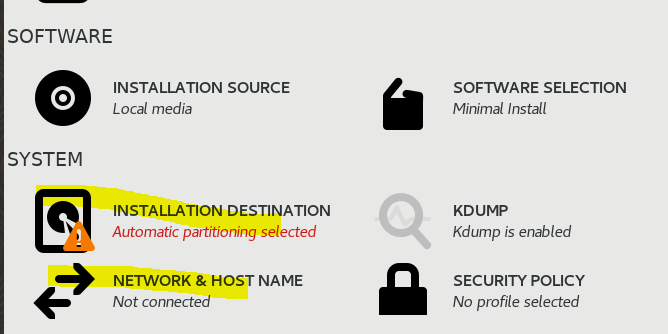 SOFTWARE
INSTALLATION SOURCE
Local media
SOFTWARE SELECTION
Minimal Install
SYSTEM
INSTALLATION DESTINATION
Automatic partitioning selected
KDUMP
Kdump is enabled
NETWORK & HOST NAME
Not connected
SECURITY POLICY
No profile selected